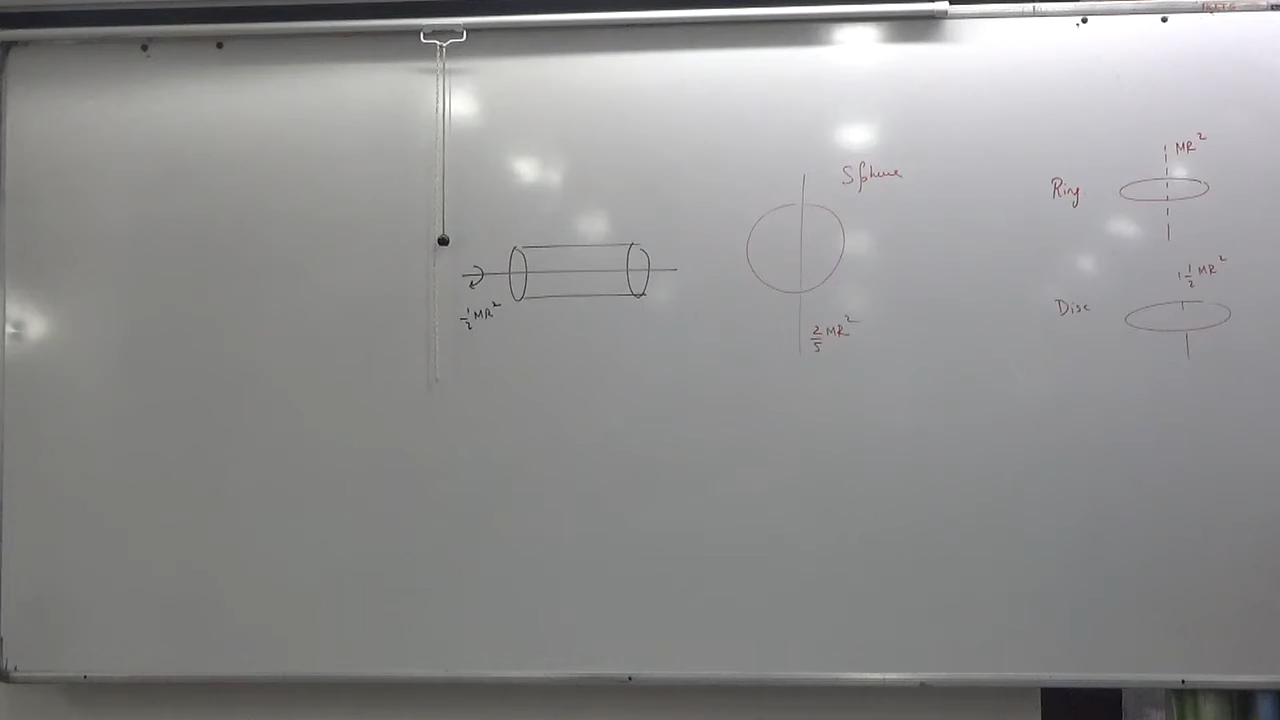 ½MR²
Sphere
2/5 MR²
Ring
MR²
½MR²
Disc